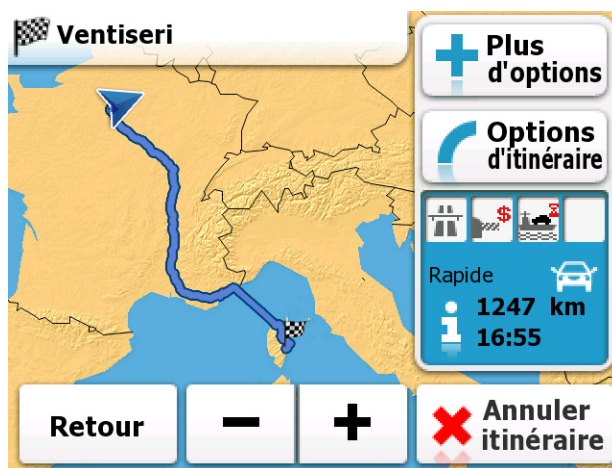 Ventiseri
Plus
d'options
Options
d'itinéraire
$
Rapide
1247 km
16:55
Retour
Annuler
itinéraire